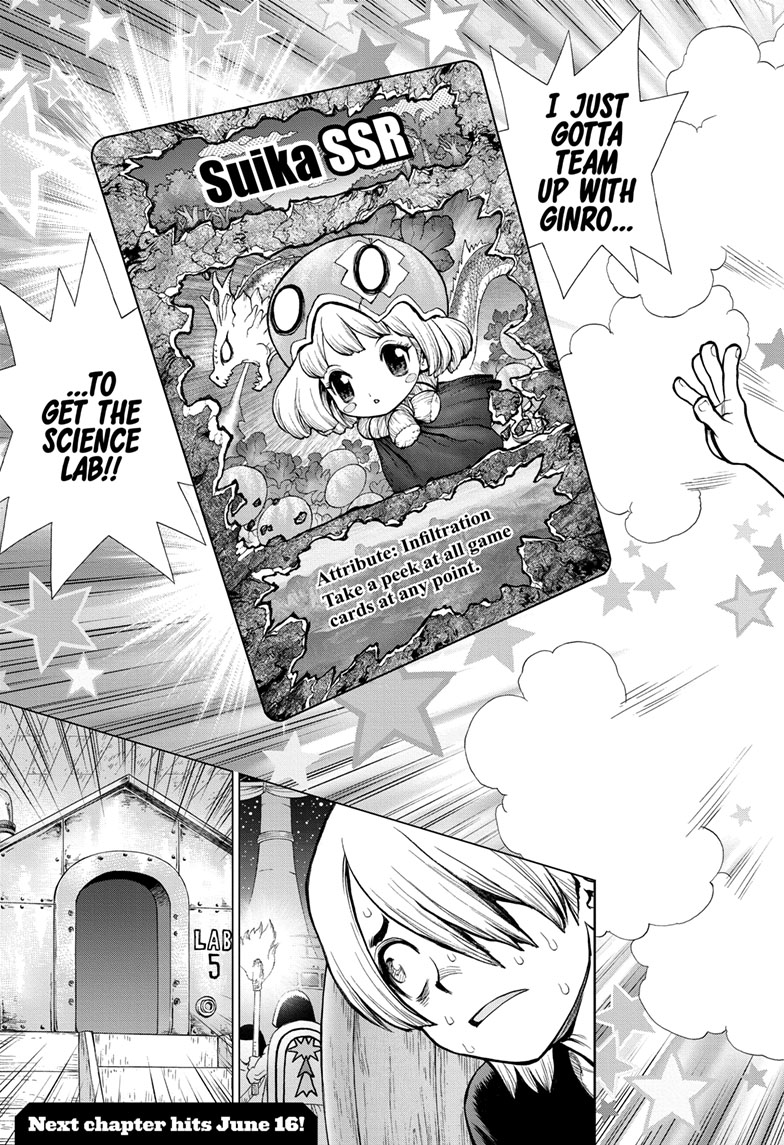 I JUST
GOTTA
TEAM
UP WITH
GINRO...
Suika SSR
...TO
GET THE
SCIENCE
LAB!!
Attribute: Infiltration
Take a peek at all game
cards at any point.
LAB
5
Next chapter hits June 16!